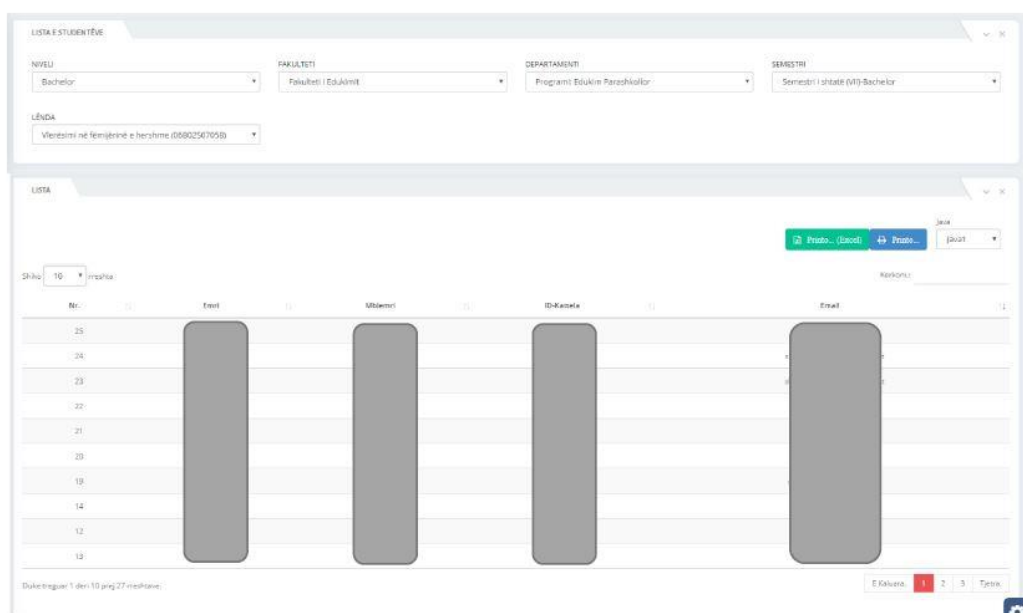 LISTA E STUDENTËVE
NIVELI FAKULTETI DEPARTAMENTI SEMESTRI
Bachelor Fakulteti i Edukimit Programi: Edukim Parashkollor Semestri i shtatë (VII)-Bachelor
LËNDA
Vlerësimi në fëmijërinë e hershme (06802507058)
LISTA
Java
Printo... (Excel) Printo... Java1
Shiko 10 rreshta Kërkoni:
Nr. Emri Mbiemri ID-Kartela Email
25
24
23
22
21
20
19
14
12
13
Duke treguar 1 deri 10 prej 27 rreshtave. E Kaluara. 1 2 3 Tjetra.